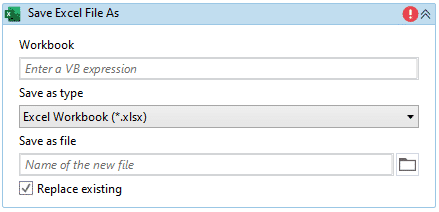 Save Excel File As
Workbook
Enter a VB expression
Save as type
Excel Workbook (*.xlsx)
Save as file
Name of the new file
Replace existing